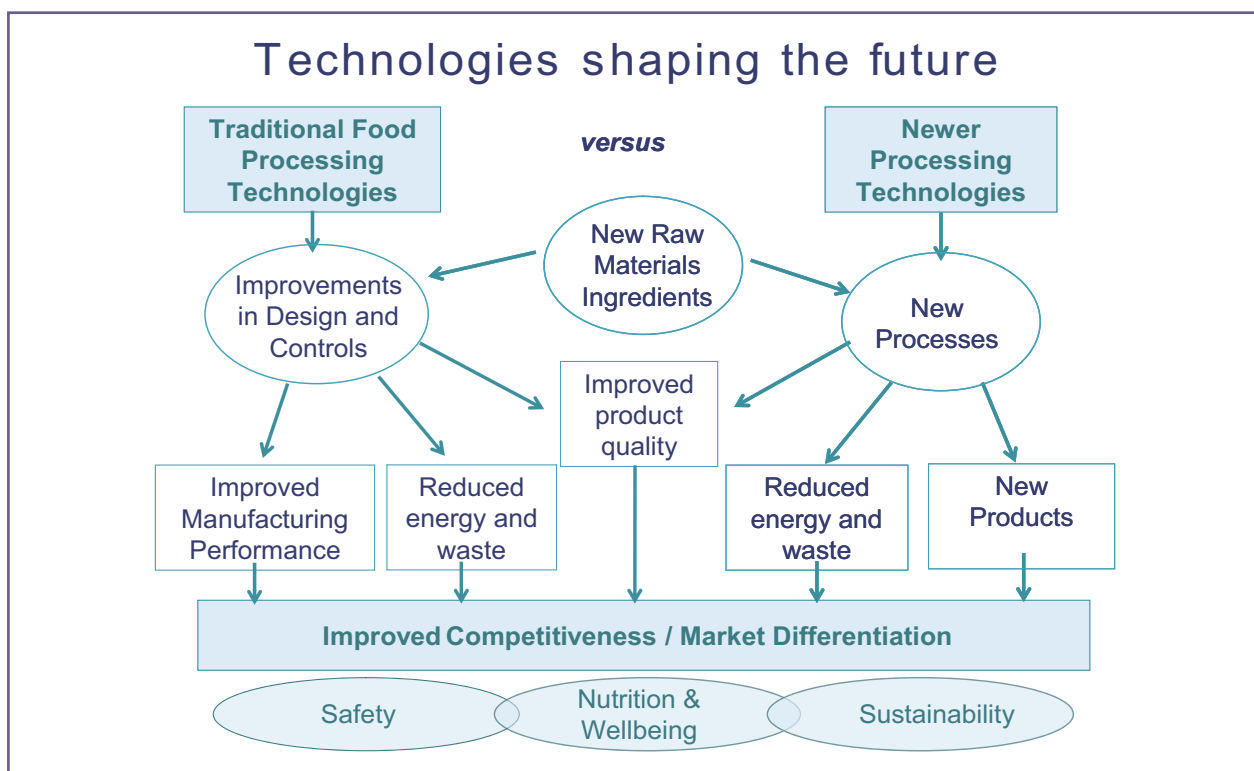 Technologies shaping the future
Traditional Food
Processing
Technologies
versus
Newer
Processing
Technologies
New Raw
Materials
Ingredients
Improvements
in Design and
Controls
New
Processes
Improved
product
quality
Improved
Manufacturing
Performance
Reduced
energy and
waste
Reduced
energy and
waste
New
Products
Improved Competitiveness / Market Differentiation
Safety
Nutrition &
Wellbeing
Sustainability